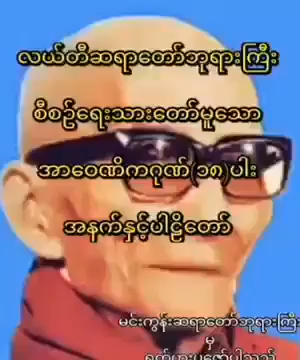 လယ်တီဆရာတော်ဘုရားကြီး
စီစဉ်ရေးသားတော်မူသော
အာဝေဏိကဂုဏ်(၁၈)ပါး
အနက်နှင့်ပါဠိတော်
မင်းကွန်းဆရာတော်ဘုရားကြီး
မှ